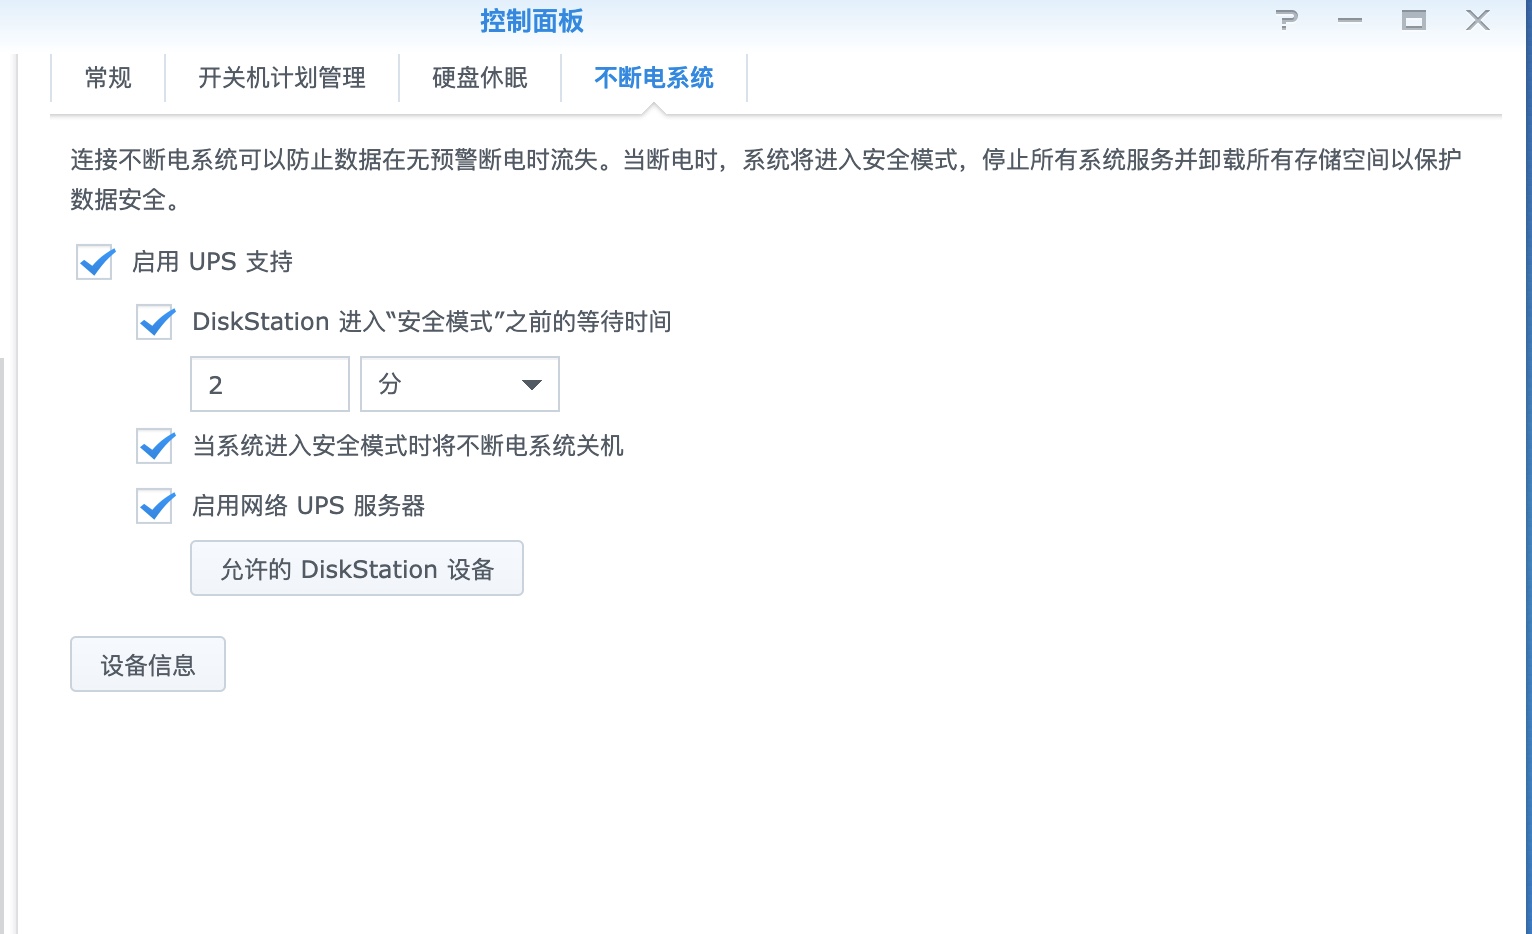 控制面板
常规 开关机计划管理 硬盘休眠 不断电系统
连接不断电系统可以防止数据在无预警断电时流失。当断电时，系统将进入安全模式，停止所有系统服务并卸载所有存储空间以保护
数据安全。
启用 UPS 支持
DiskStation 进入“安全模式”之前的等待时间
2 分
当系统进入安全模式时将不断电系统关机
启用网络 UPS 服务器
允许的 DiskStation 设备
设备信息